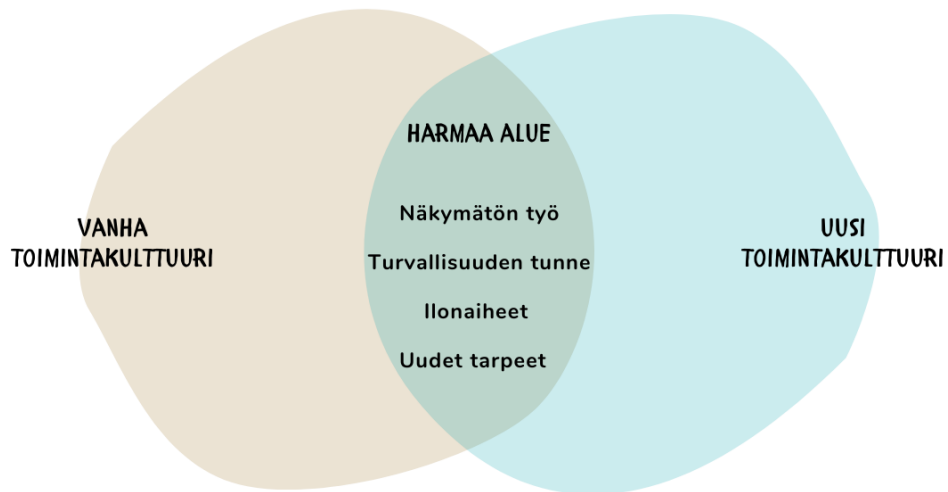 HARMAA ALUE
Näkymätön työ
Turvallisuuden tunne
Ilonaiheet
Uudet tarpeet
VANHA
TOIMINTAKULTTUURI
UUSI
TOIMINTAKULTTUURI